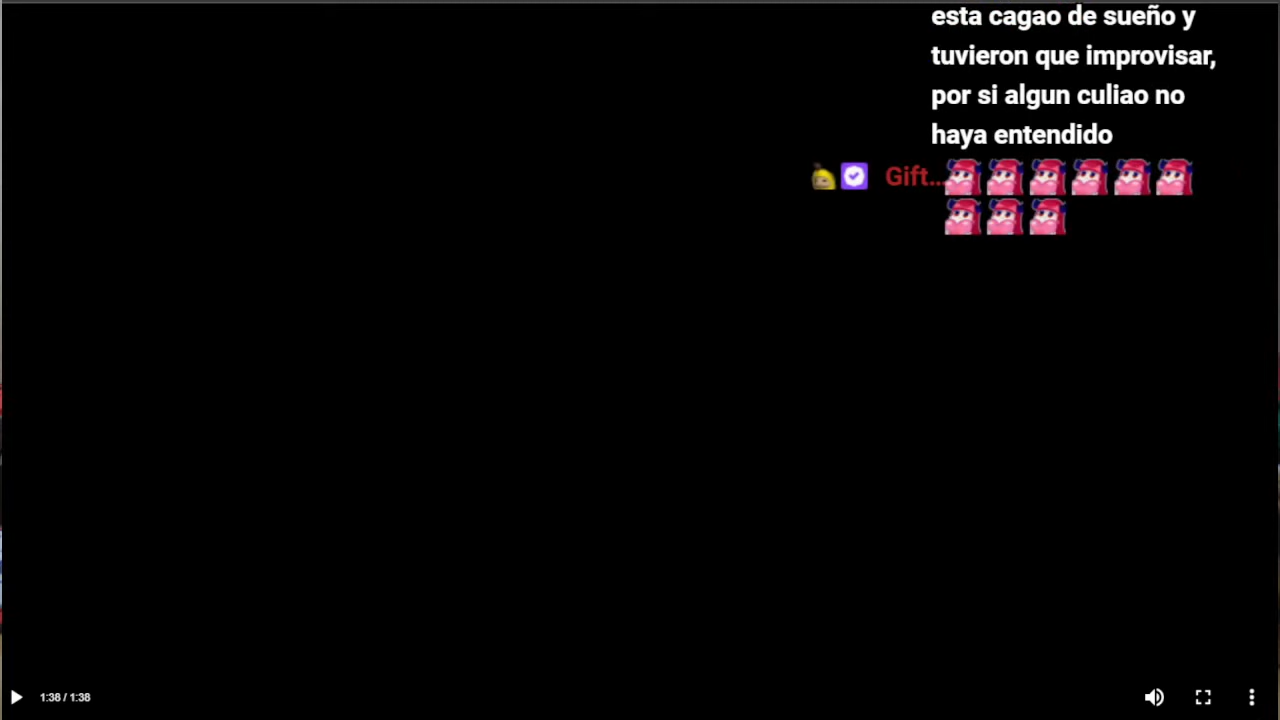 esta cagao de sueño y
tuvieron que improvisar,
por si algun culiao no
haya entendido
Gift...
1:38 / 1:38